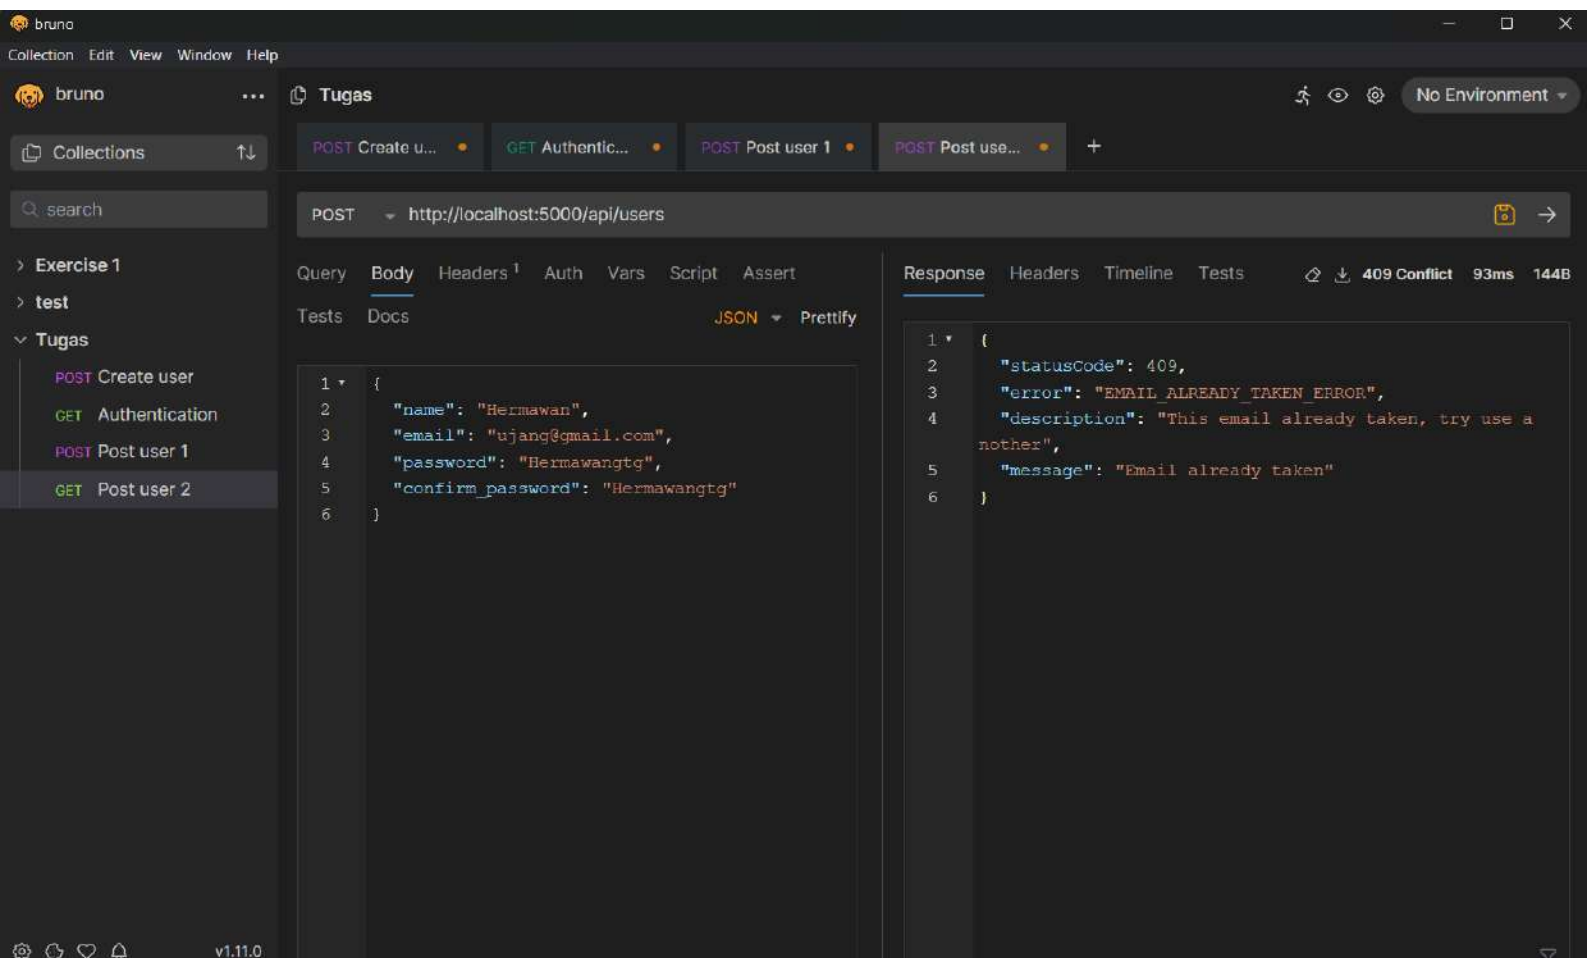 bruno
Collection Edit View Window Help
bruno ...
Tugas
No Environment
Collections
POST Create u...
GET Authentic...
POST Post user 1
POST Post use...
+
search
POST http://localhost:5000/api/users
Exercise 1
test
Tugas
POST Create user
GET Authentication
POST Post user 1
GET Post user 2
Query Body Headers 1 Auth Vars Script Assert
Tests Docs
JSON Prettify
1 {
2 "name": "Hermawan",
3 "email": "ujang@gmail.com",
4 "password": "Hermawangtg",
5 "confirm_password": "Hermawangtg"
6 }
Response Headers Timeline Tests
409 Conflict 93ms 144B
1 {
2 "statusCode": 409,
3 "error": "EMAIL_ALREADY_TAKEN_ERROR",
4 "description": "This email already taken, try use a
nother",
5 "message": "Email already taken"
6 }
v1.11.0